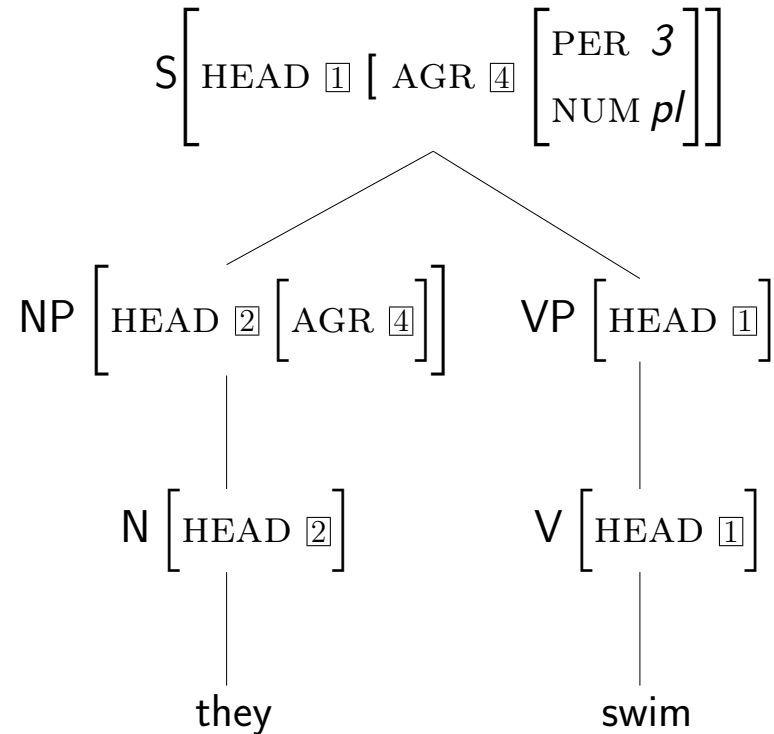 S[HEAD 1 [ AGR 4 [PER 3
NUM pl]]
NP [HEAD 2 [AGR 4]] VP [HEAD 1]
N [HEAD 2] V [HEAD 1]
they swim